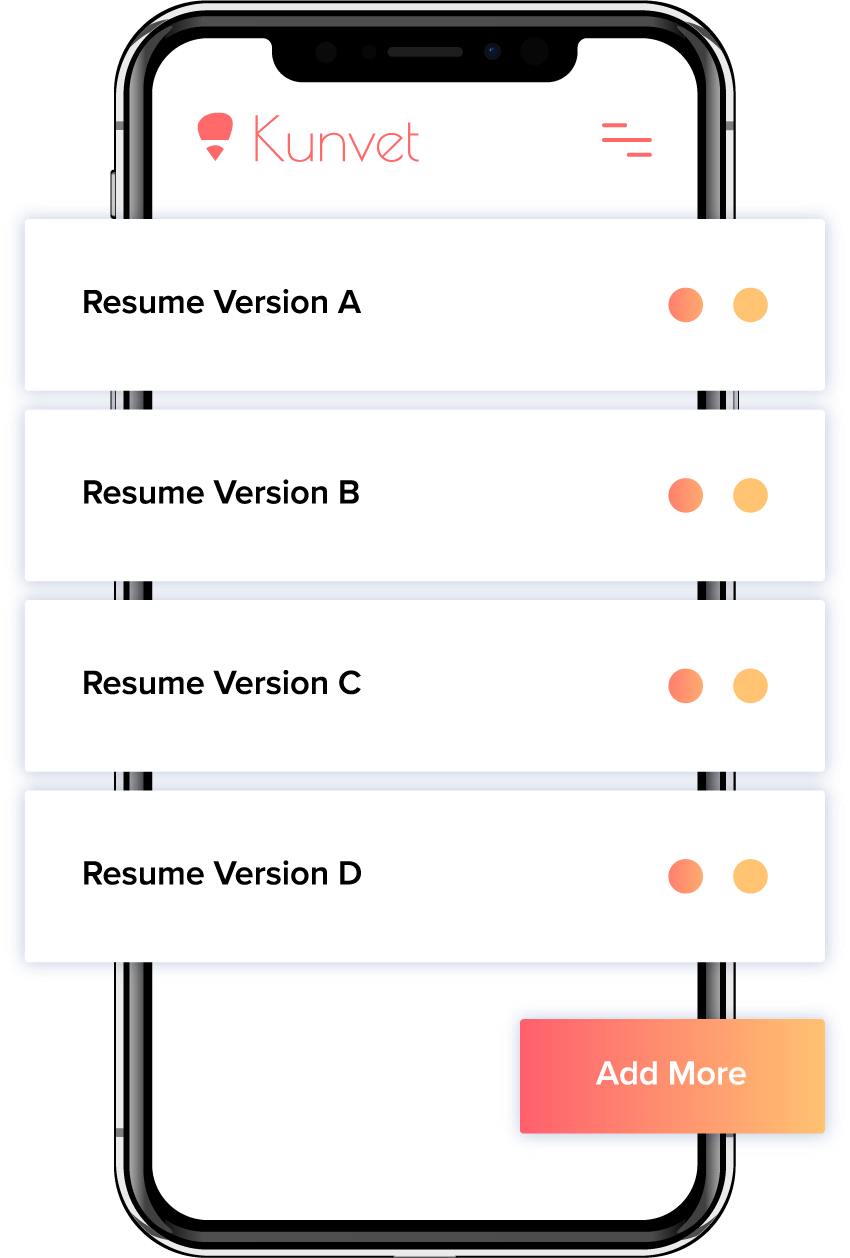 Kunvet
Resume Version A
Resume Version B
Resume Version C
Resume Version D
Add More